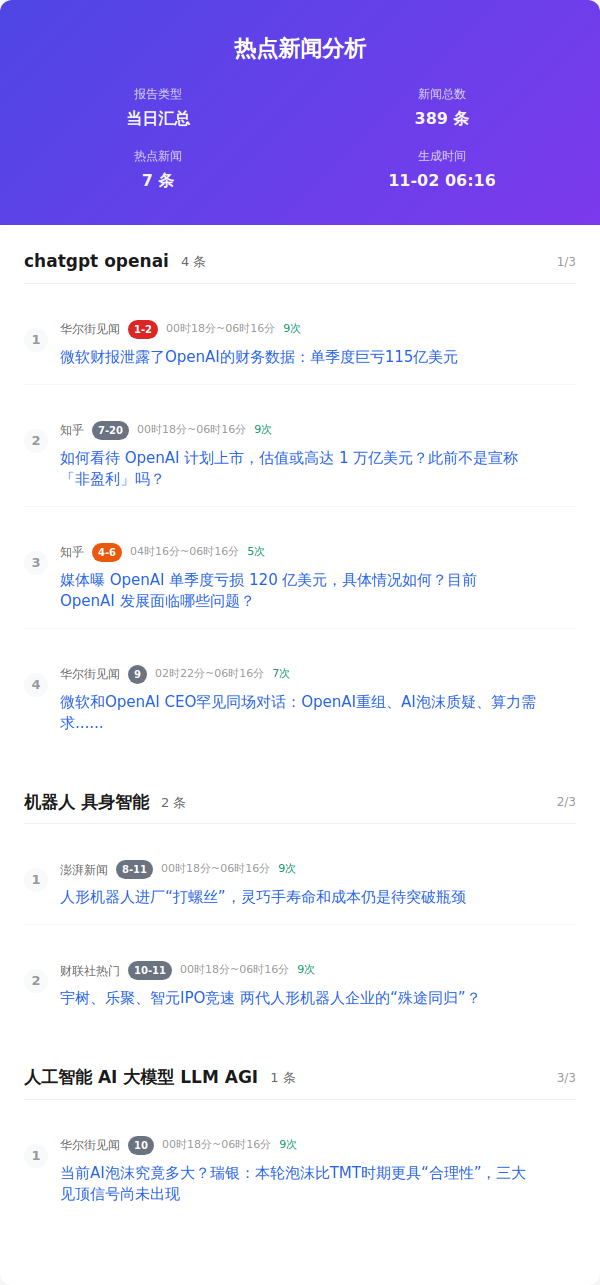 热点新闻分析
报告类型
新闻总数
当日汇总
389 条
热点新闻
生成时间
7 条
11-02 06:16
chatgpt openai 4 条 1/3
1 华尔街见闻 1-2 00时18分~06时16分 9次
微软财报泄露了OpenAI的财务数据：单季度巨亏115亿美元
2 知乎 7-20 00时18分~06时16分 9次
如何看待 OpenAI 计划上市，估值或高达 1 万亿美元？此前不是宣称
「非盈利」吗？
3 知乎 4-6 04时16分~06时16分 5次
媒体曝 OpenAI 单季度亏损 120 亿美元，具体情况如何？目前
OpenAI 发展面临哪些问题？
4 华尔街见闻 9 02时22分~06时16分 7次
微软和OpenAI CEO罕见同场对话：OpenAI重组、AI泡沫质疑、算力需
求……
机器人 具身智能 2 条 2/3
1 澎湃新闻 8-11 00时18分~06时16分 9次
人形机器人进厂“打螺丝”，灵巧手寿命和成本仍是待突破瓶颈
2 财联社热门 10-11 00时18分~06时16分 9次
宇树、乐聚、智元IPO竞速 两代人形机器人企业的“殊途同归”？
人工智能 AI 大模型 LLM AGI 1 条 3/3
1 华尔街见闻 10 00时18分~06时16分 9次
当前AI泡沫究竟多大？瑞银：本轮泡沫比TMT时期更具“合理性”，三大
见顶信号尚未出现